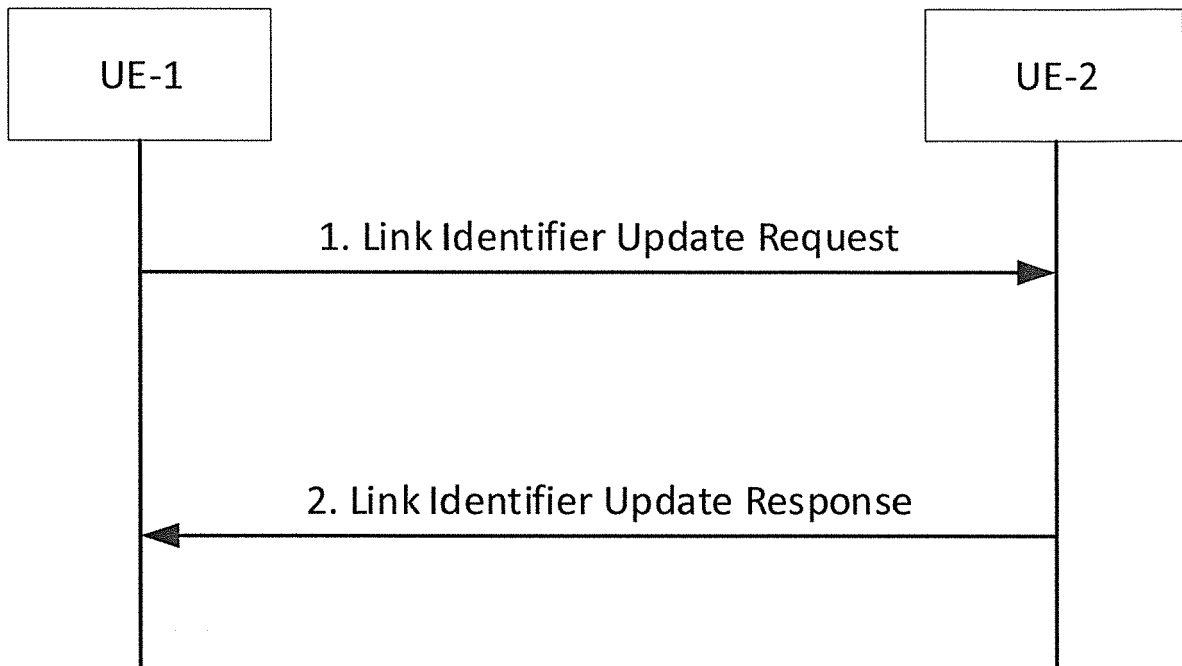 UE-1
UE-2
1. Link Identifier Update Request
2. Link Identifier Update Response